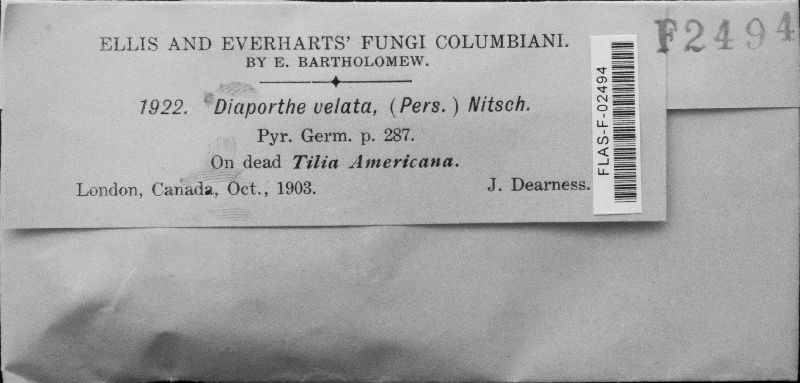 ELLIS AND EVERHARTS' FUNGI COLUMBIANI.
BY E. BARTHOLOMEW.
1922. Diaporthe velata, (Pers.) Nitsch.
Pyr. Germ. p. 287.
On dead Tilia Americana.
London, Canada, Oct., 1903. J. Dearness.
FLAS-F-02494
F2494